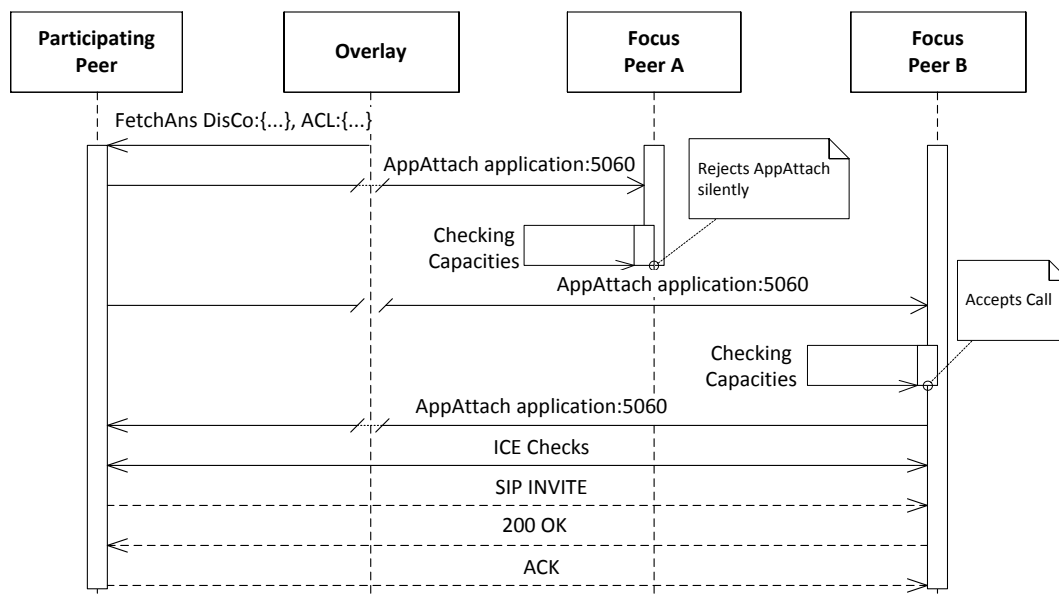 Participating
Peer
Overlay
Focus
Peer A
Focus
Peer B
FetchAns DisCo:{...}, ACL:{...}
AppAttach application:5060
Rejects AppAttach
silently
Checking
Capacities
AppAttach application:5060
Accepts Call
Checking
Capacities
AppAttach application:5060
ICE Checks
SIP INVITE
200 OK
ACK